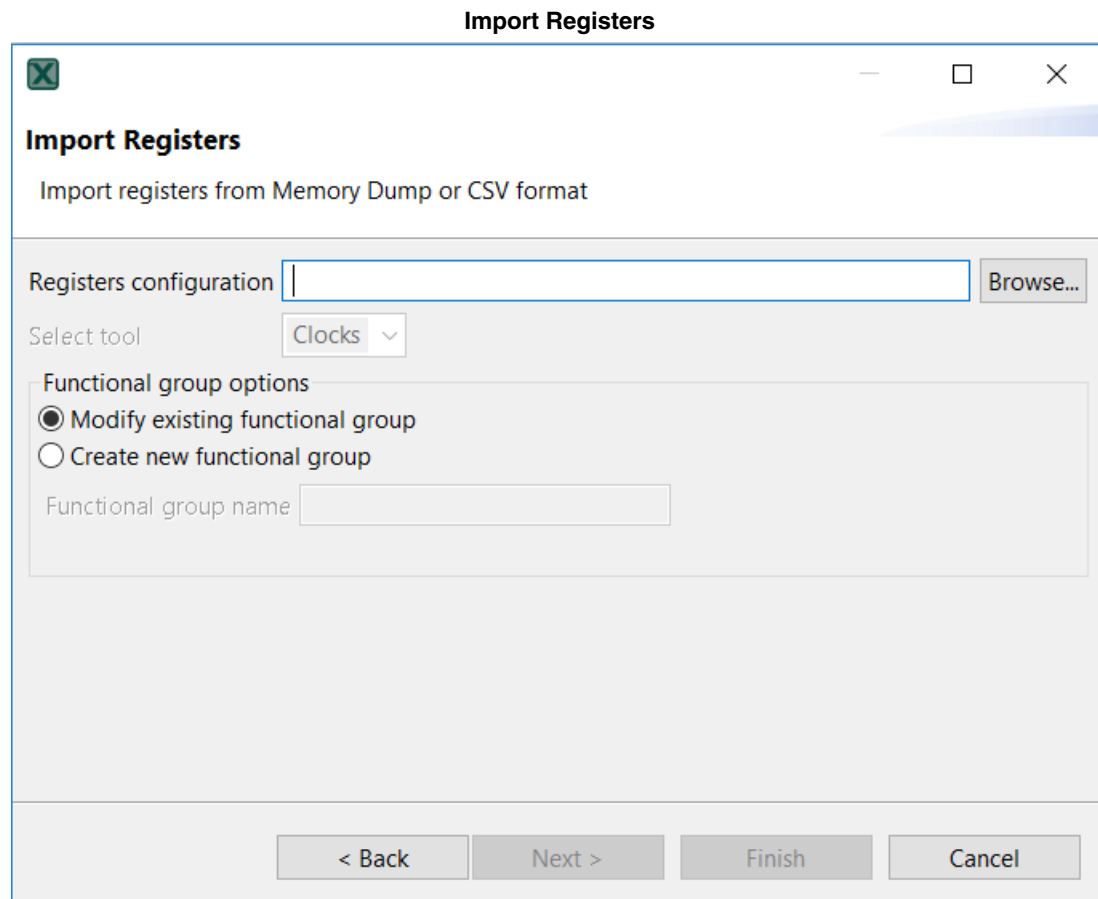 Import Registers
X
Import Registers
Import registers from Memory Dump or CSV format
Registers configuration Browse...
Select tool Clocks
Functional group options
Modify existing functional group
Create new functional group
Functional group name
< Back Next > Finish Cancel